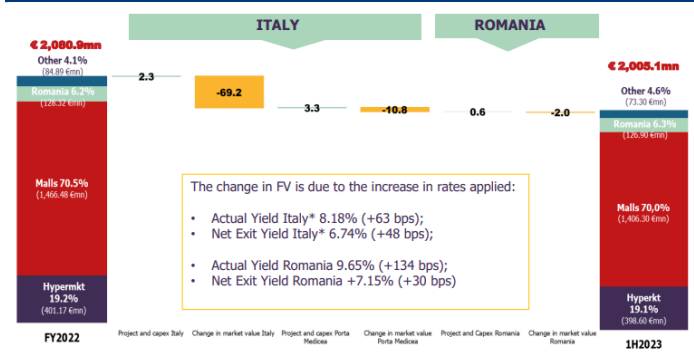 ITALY
ROMANIA
€ 2,080.9mn
Other 4.1%
(84.89 €mn)
Romania 6.2%
(128.32 €mn)
Malls 70.5%
(1,466.48 €mn)
Hypermkt
19.2%
(401.17 €mn)
FY2022
2.3
-69.2
3.3
-10.8
0.6
-2.0
The change in FV is due to the increase in rates applied:
• Actual Yield Italy* 8.18% (+63 bps);
• Net Exit Yield Italy* 6.74% (+48 bps);
• Actual Yield Romania 9.65% (+134 bps);
• Net Exit Yield Romania +7.15% (+30 bps)
Project and capex Italy
Change in market value Italy
Project and capex Porta
Medicea
Change in market value
Porta Medicea
Project and Capex Romania
Change in market value
Romania
€ 2,005.1mn
Other 4.6%
(73.30 €mn)
Romania 6.3%
(126.90 €mn)
Malls 70,0%
(1,406.30 €mn)
Hyperkt
19.1%
(398.60 €mn)
1H2023